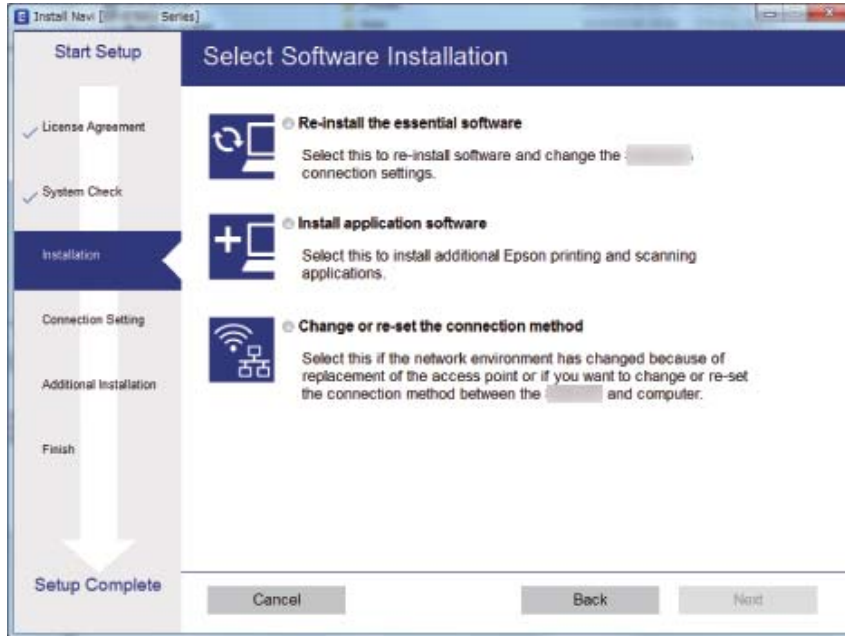 Install Navi [ Series]
Start Setup
License Agreement
System Check
Installation
Connection Setting
Additional Installation
Finish
Setup Complete
Select Software Installation
Re-install the essential software
Select this to re-install software and change the
connection settings.
Install application software
Select this to install additional Epson printing and scanning
applications.
Change or re-set the connection method
Select this if the network environment has changed because of
replacement of the access point or if you want to change or re-set
the connection method between the and computer.
Cancel
Back
Next